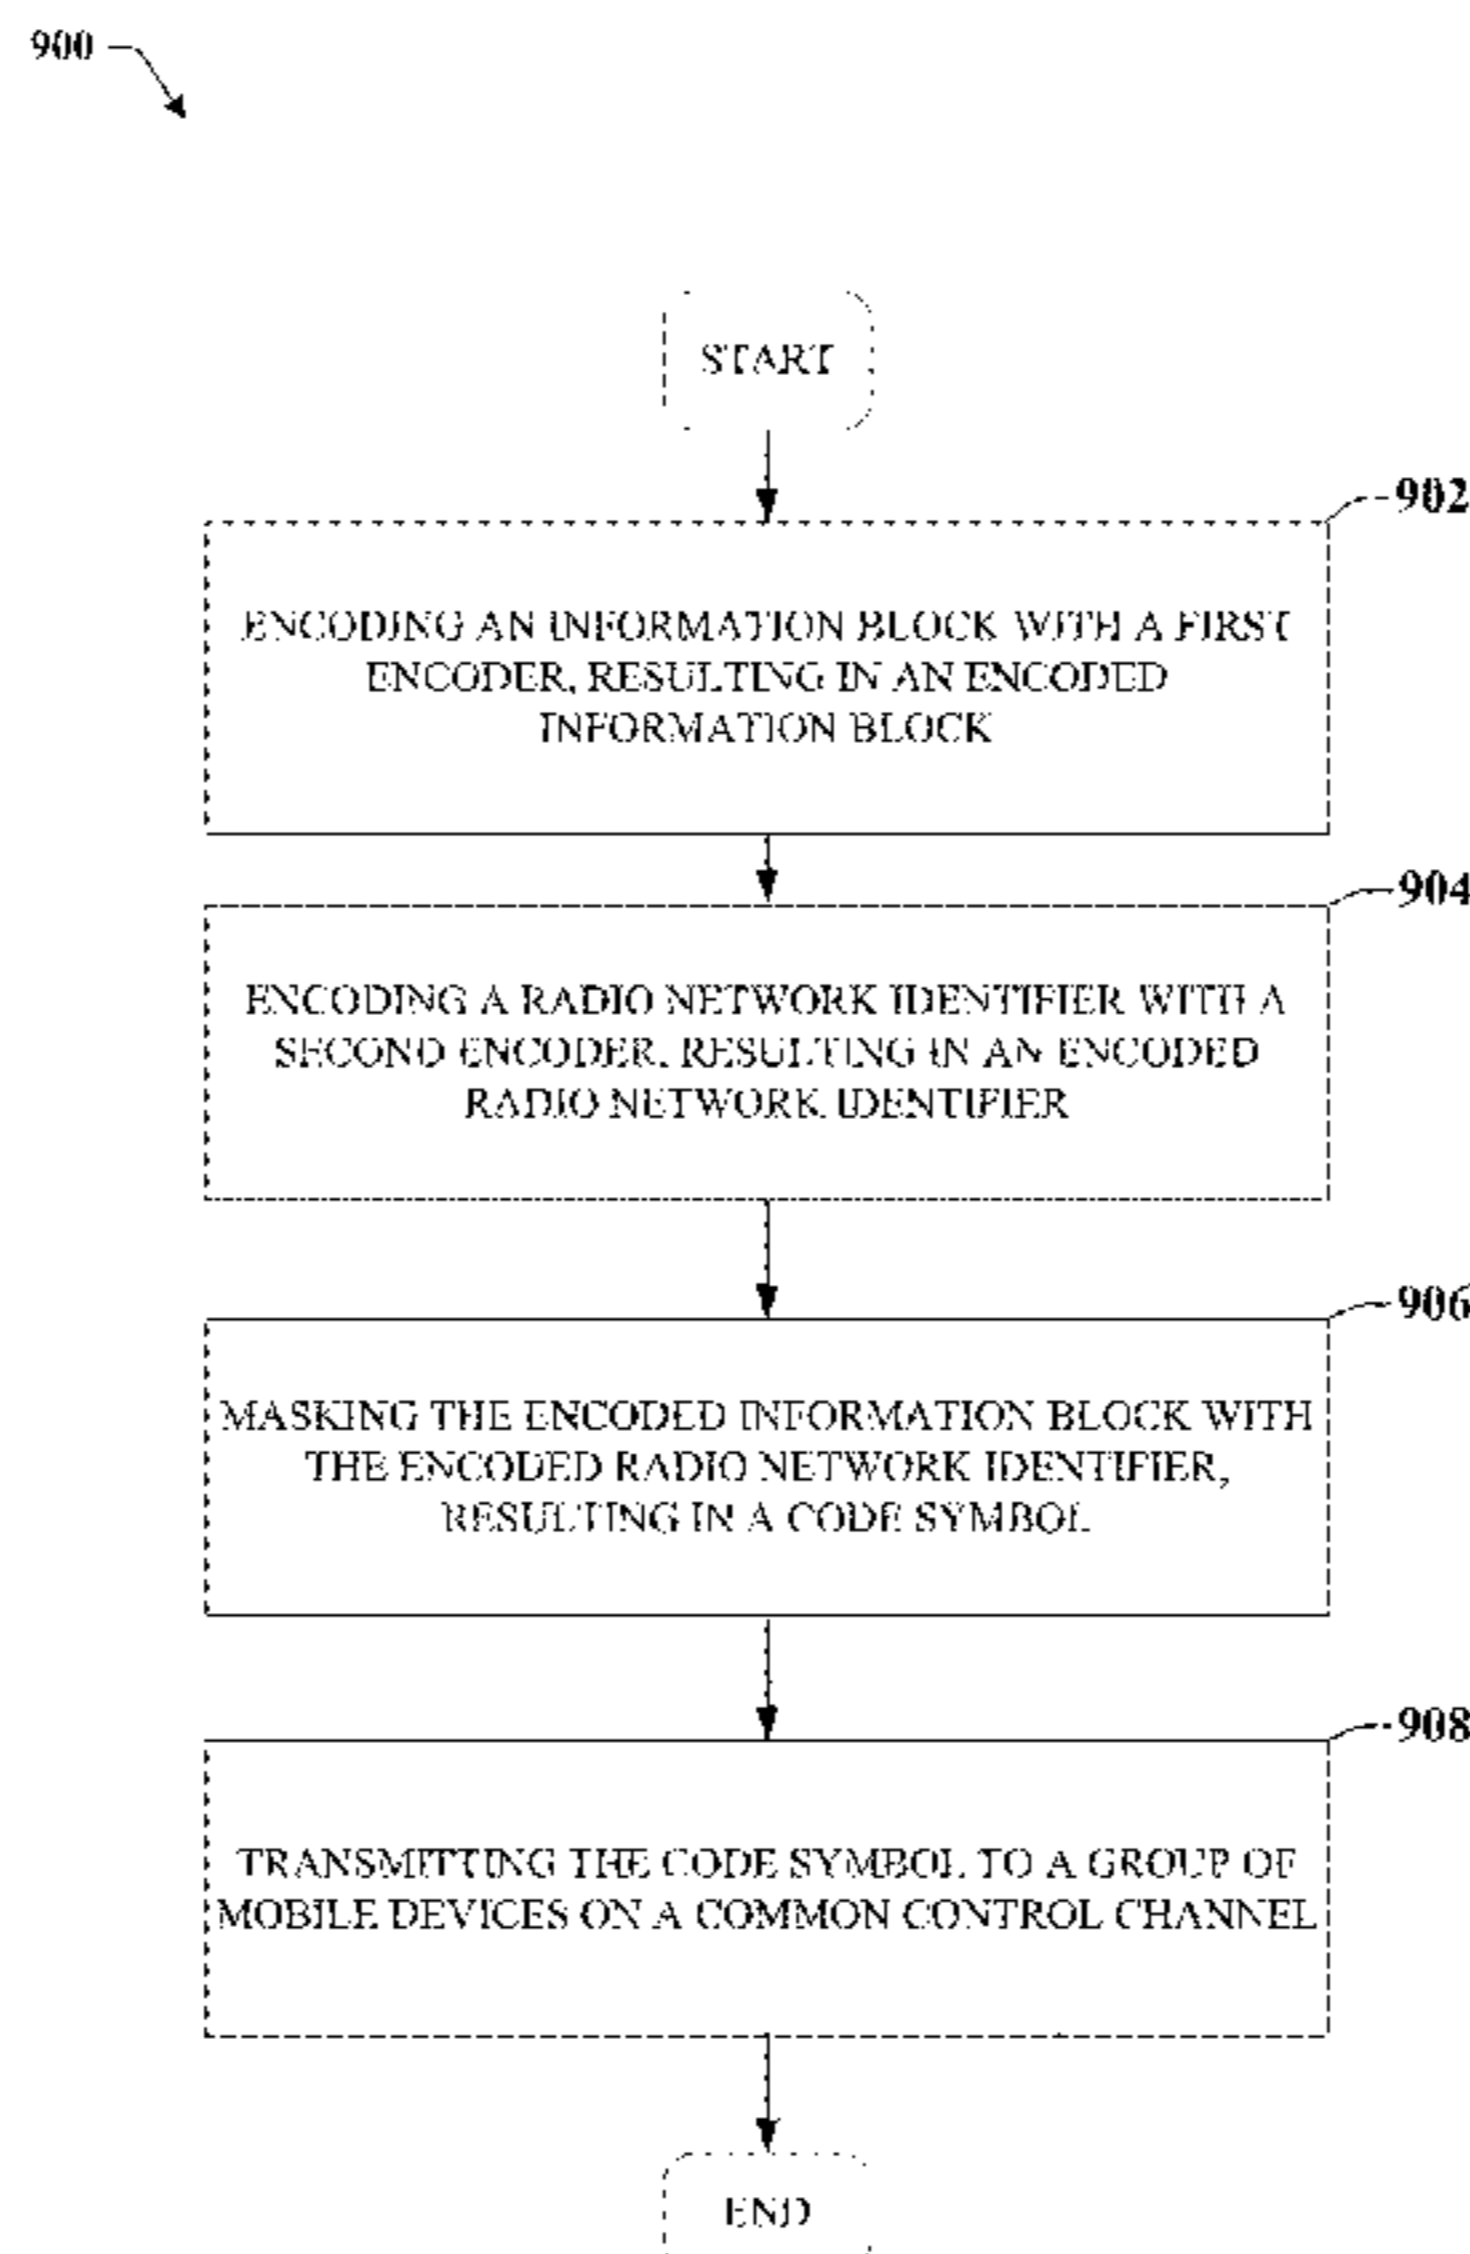 900
START
902
ENCODING AN INFORMATION BLOCK WITH A FIRST
ENCODER, RESULTING IN AN ENCODED
INFORMATION BLOCK
904
ENCODING A RADIO NETWORK IDENTIFIER WITH A
SECOND ENCODER, RESULTING IN AN ENCODED
RADIO NETWORK IDENTIFIER
906
MASKING THE ENCODED INFORMATION BLOCK WITH
THE ENCODED RADIO NETWORK IDENTIFIER,
RESULTING IN A CODE SYMBOL
908
TRANSMITTING THE CODE SYMBOL TO A GROUP OF
MOBILE DEVICES ON A COMMON CONTROL CHANNEL
END